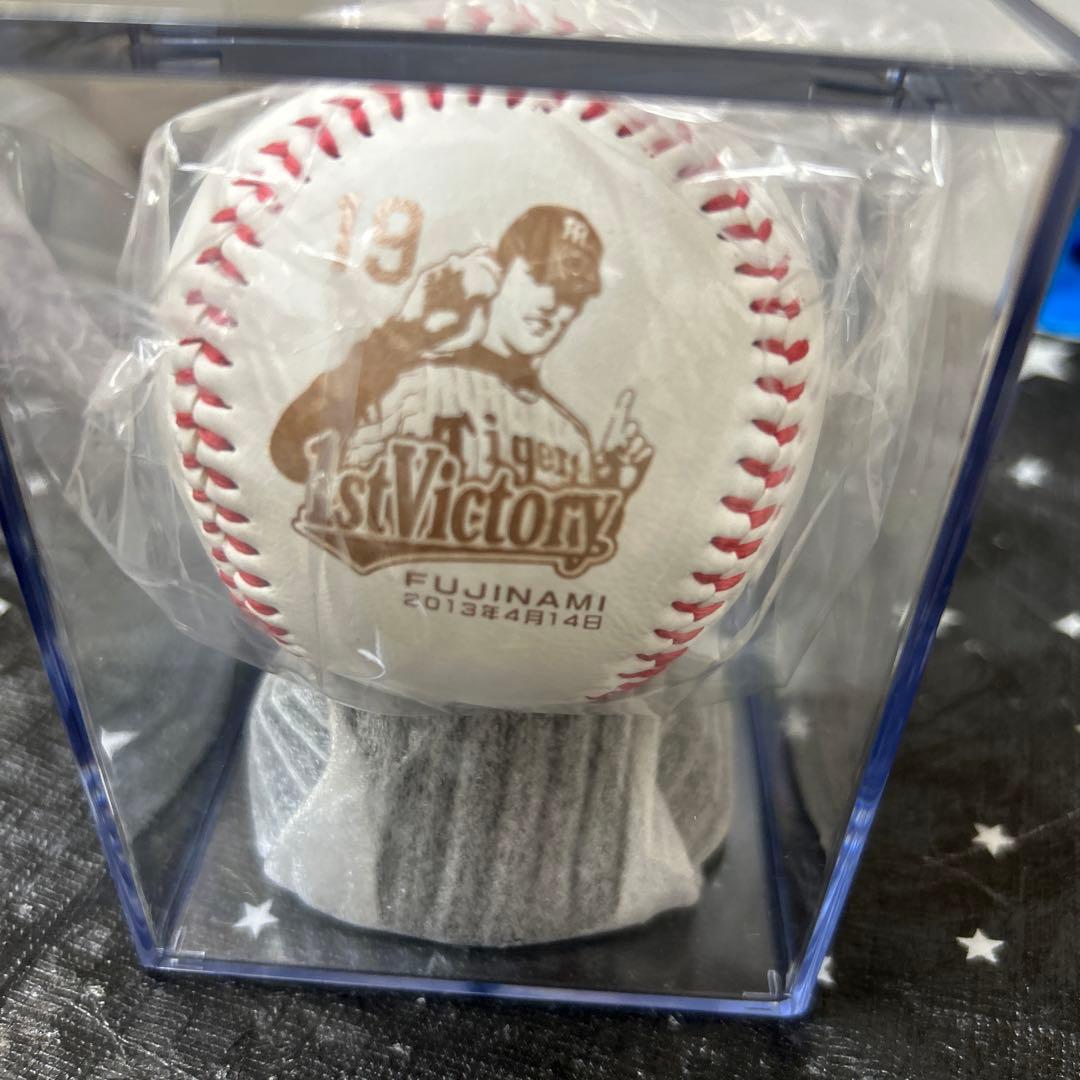 19
Tigers
1st Victory
FUJINAMI
2013年4月14日